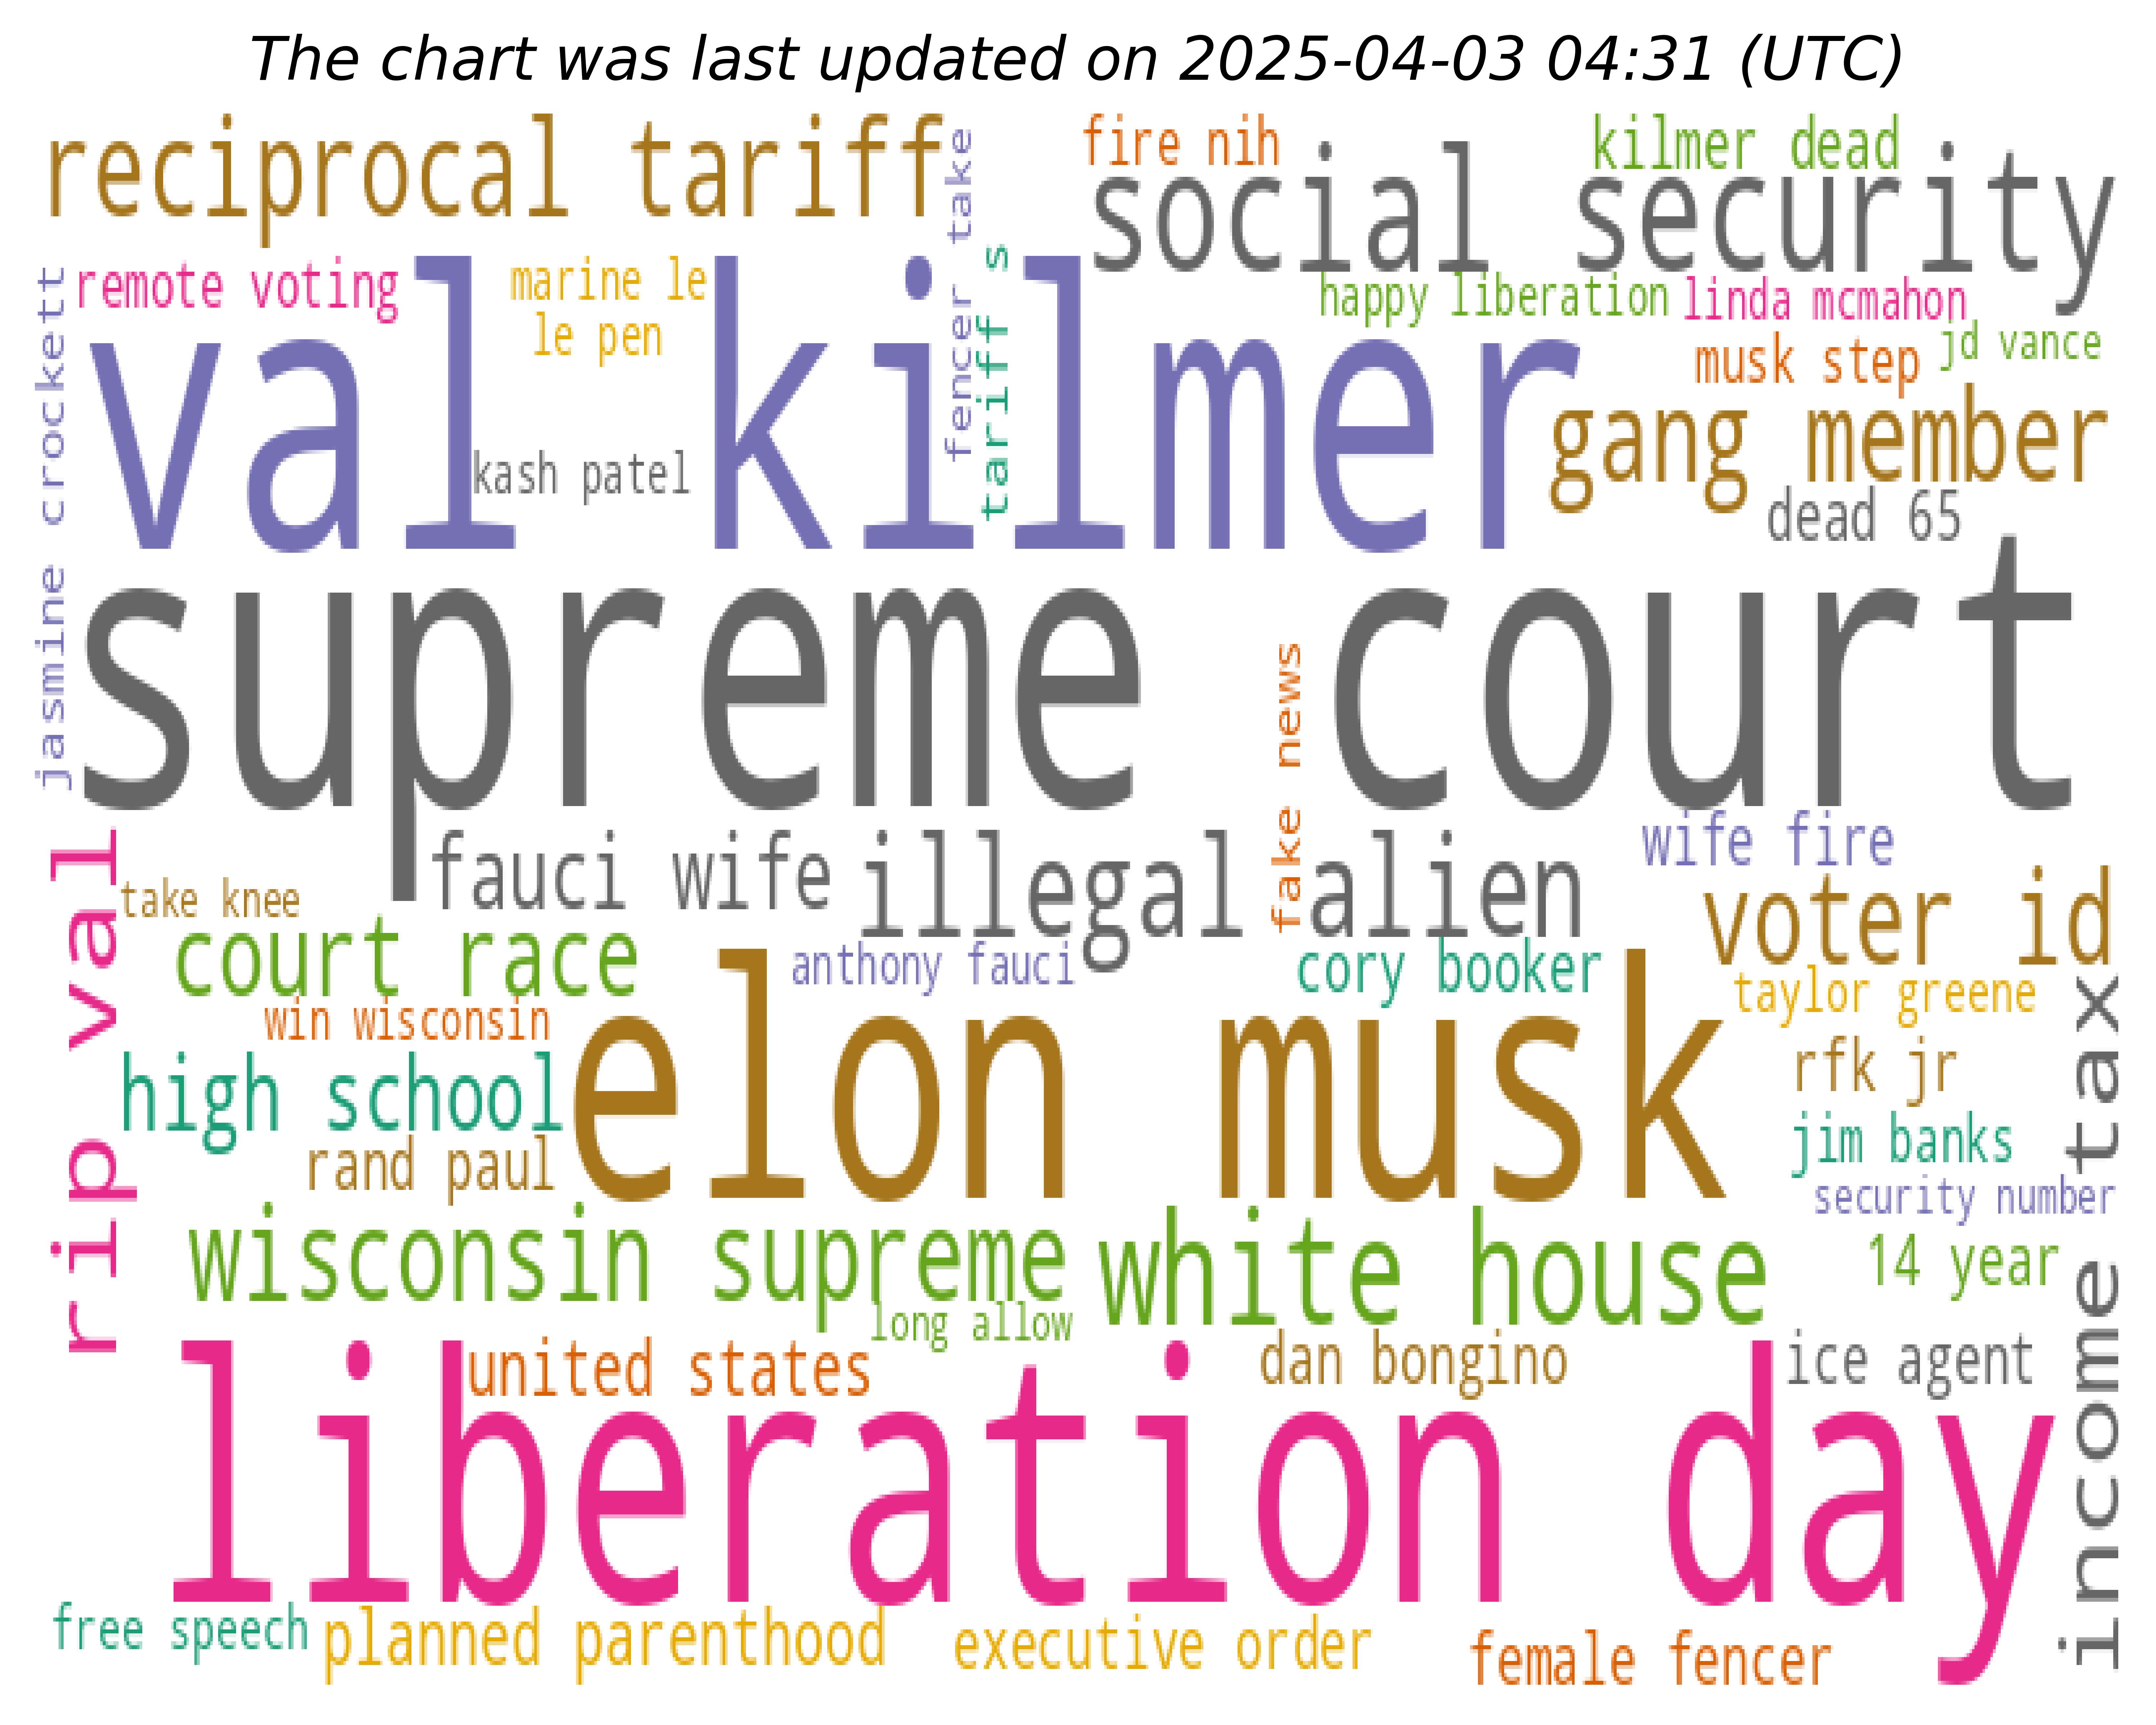 The chart was last updated on 2025-04-03 04:31 (UTC)
reciprocal tariff
fencer take
fire nih
kilmer dead
social security
remote voting
marine le
le pen
tariff s
happy liberation
linda mcmahon
jasmine crockett
val kilmer
musk step
jd vance
kash patel
gang member
dead 65
supreme court
fake news
rip val
fauci wife
illegal alien
wife fire
take knee
voter id
court race
anthony fauci
cory booker
taylor greene
win wisconsin
elon musk
income tax
high school
rfk jr
rand paul
jim banks
security number
wisconsin supreme
white house
14 year
long allow
united states
dan bongino
ice agent
liberation day
free speech
planned parenthood
executive order
female fencer